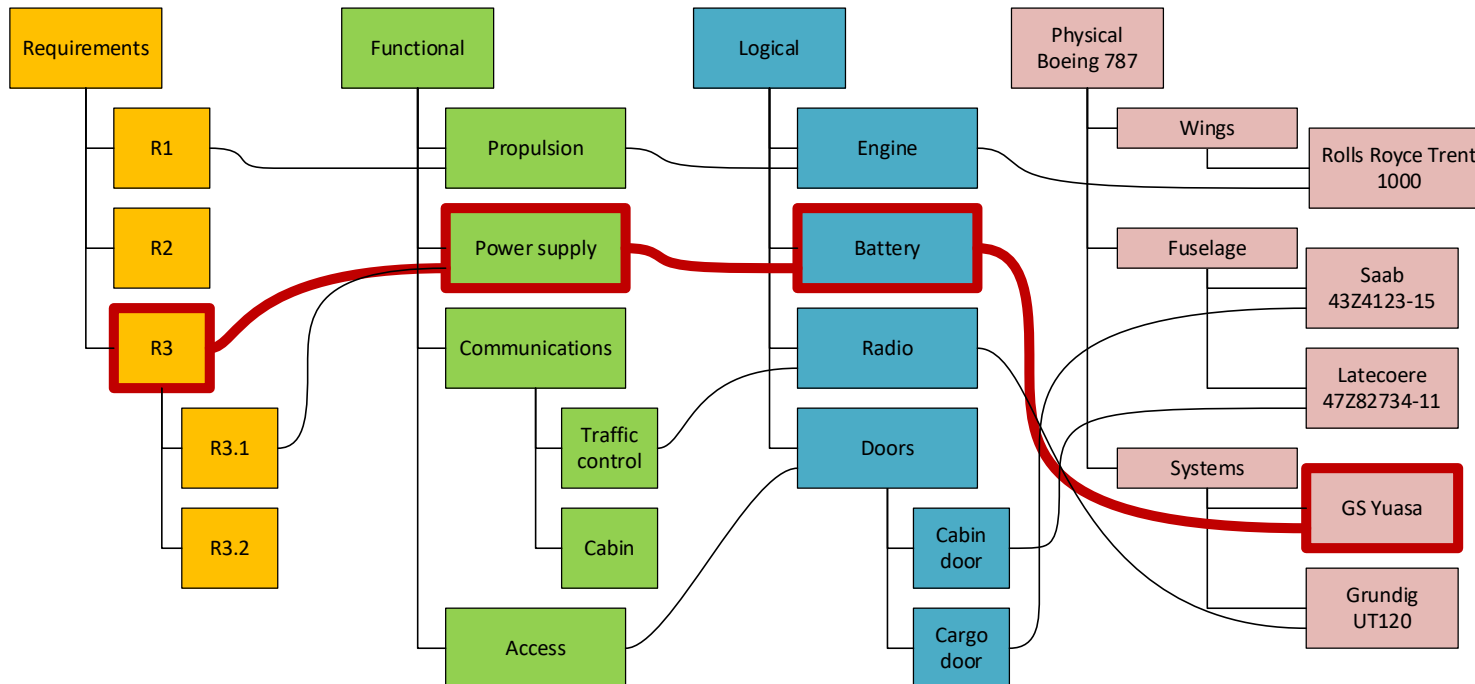 Requirements
R1
R2
R3
R3.1
R3.2
Functional
Propulsion
Power supply
Communications
Traffic
control
Cabin
Access
Logical
Engine
Battery
Radio
Doors
Cabin
door
Cargo
door
Physical
Boeing 787
Wings
Rolls Royce Trent
1000
Fuselage
Saab
43Z4123-15
Latecoere
47Z82734-11
Systems
GS Yuasa
Grundig
UT120